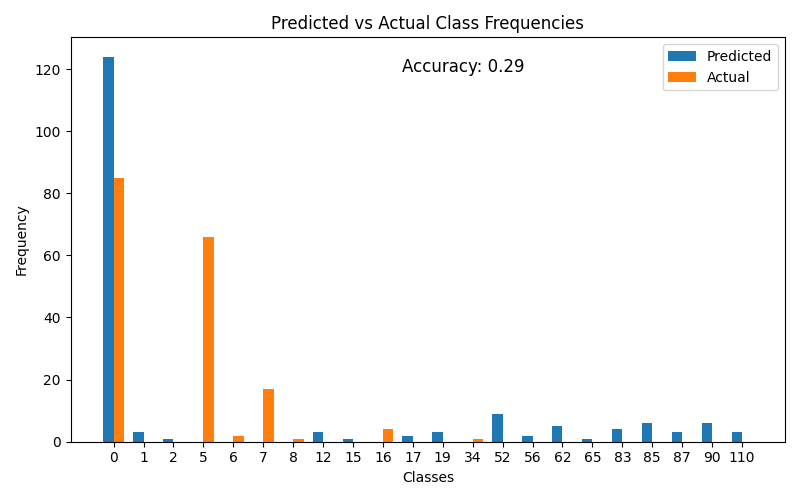 Predicted vs Actual Class Frequencies
Accuracy: 0.29
Predicted
Actual
120
100
80
60
40
20
0
Frequency
0 1 2 5 6 7 8 12 15 16 17 19 34 52 56 62 65 83 85 87 90 110
Classes